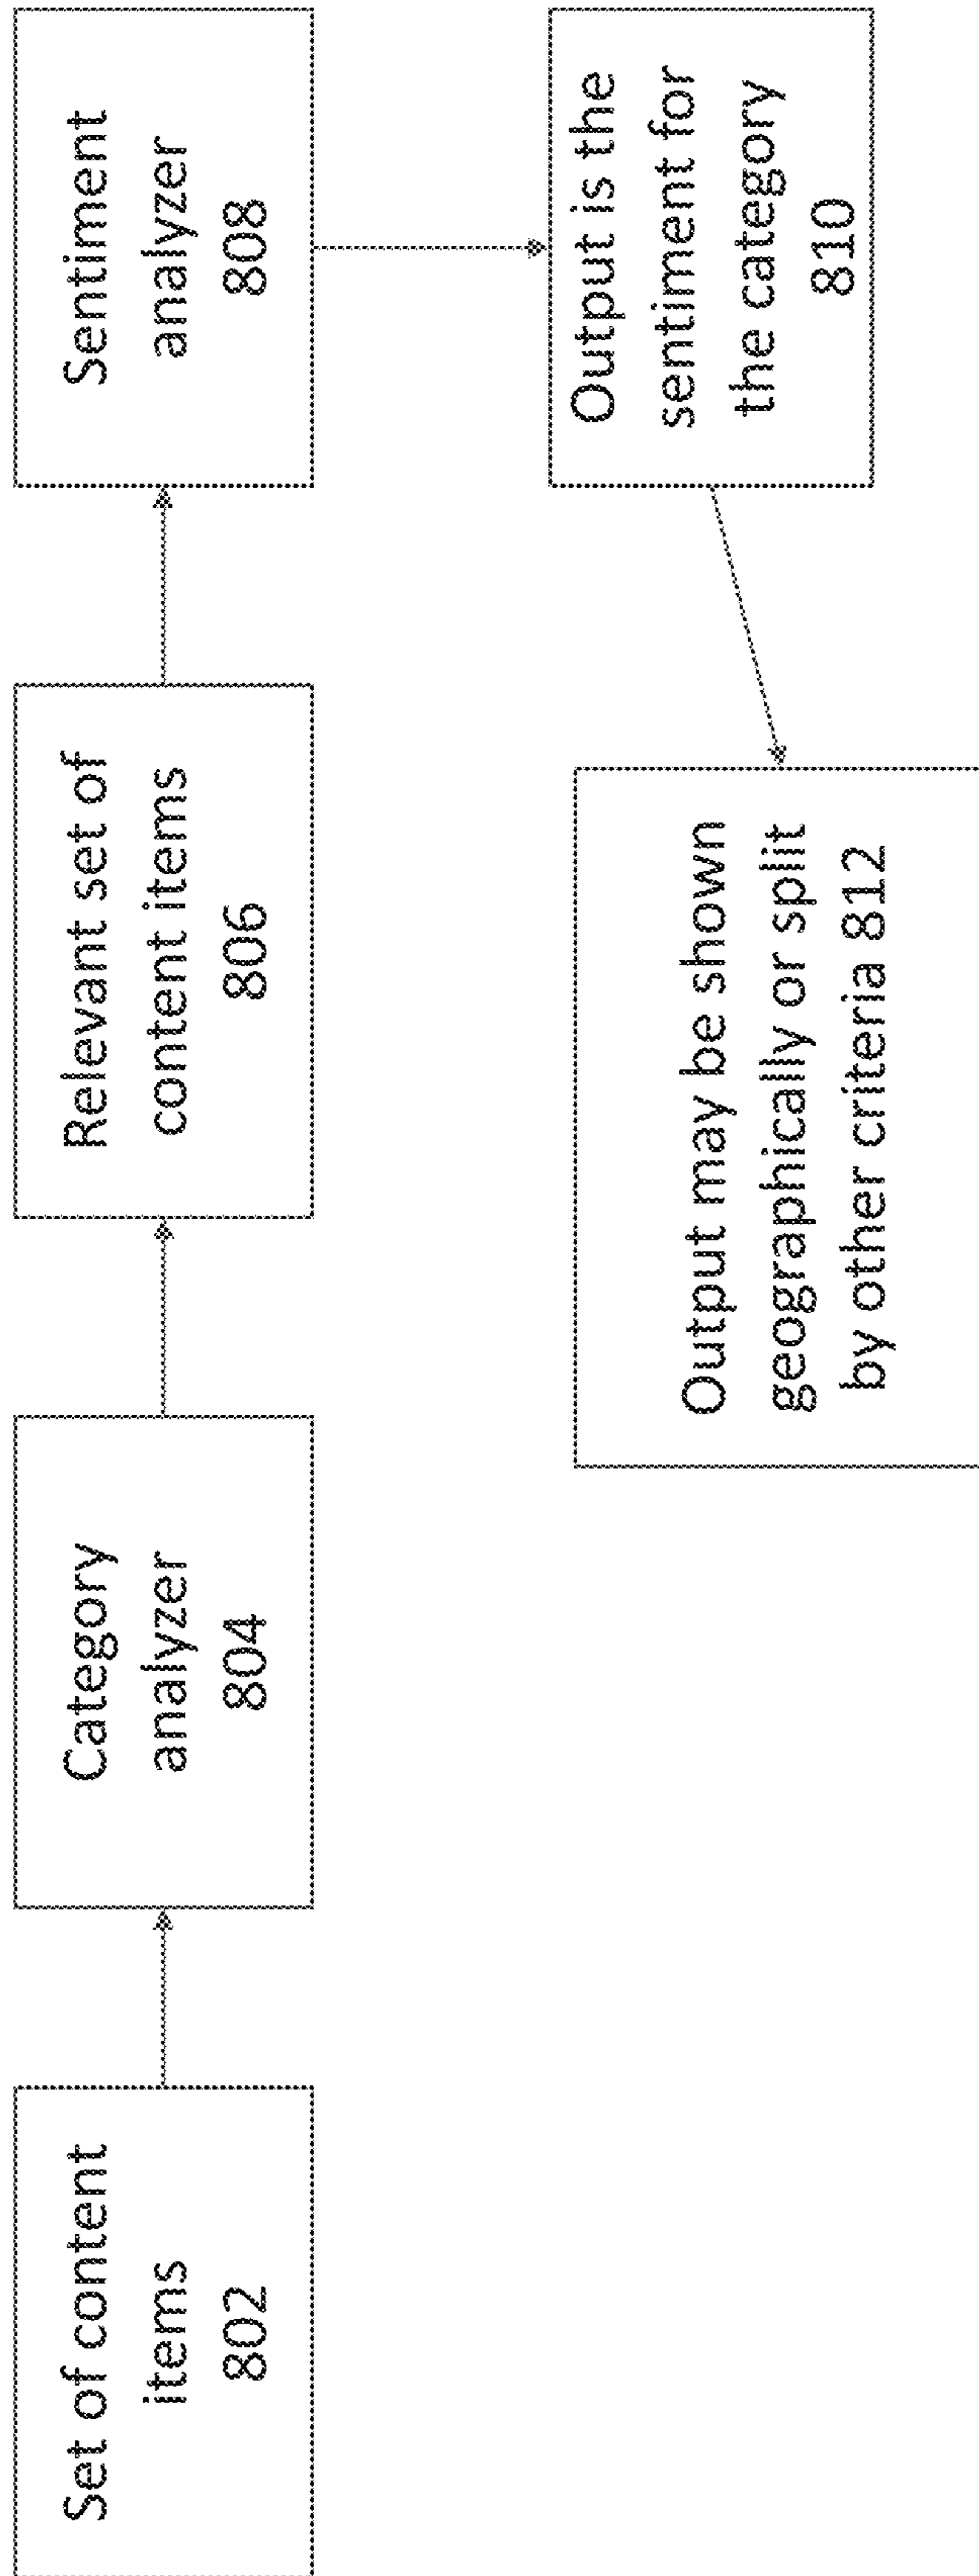 Set of content
items
802
Category
analyzer
804
Relevant set of
content items
806
Sentiment
analyzer
808
Output is the
sentiment for
the category
810
Output may be shown
geographically or split
by other criteria 812